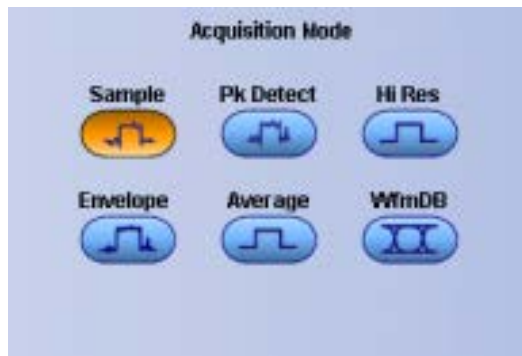 Acquisition Mode
Sample Pk Detect Hi Res
Envelope Average WfmDB